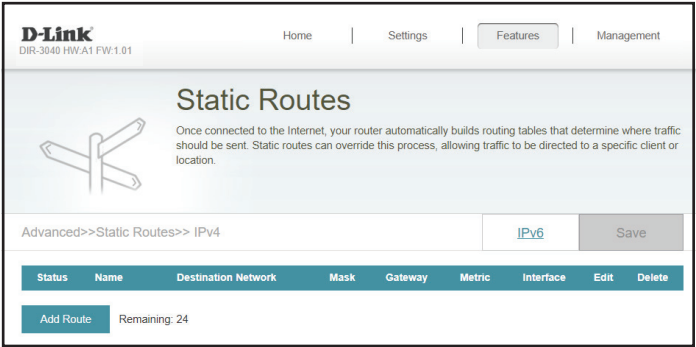 D-Link
DIR-3040 HW:A1 FW:1.01
Home | Settings | Features | Management
Static Routes
Once connected to the Internet, your router automatically builds routing tables that determine where traffic
should be sent. Static routes can override this process, allowing traffic to be directed to a specific client or
location.
Advanced>>Static Routes>> IPv4
IPv6
Save
Status Name Destination Network Mask Gateway Metric Interface Edit Delete
Add Route Remaining: 24